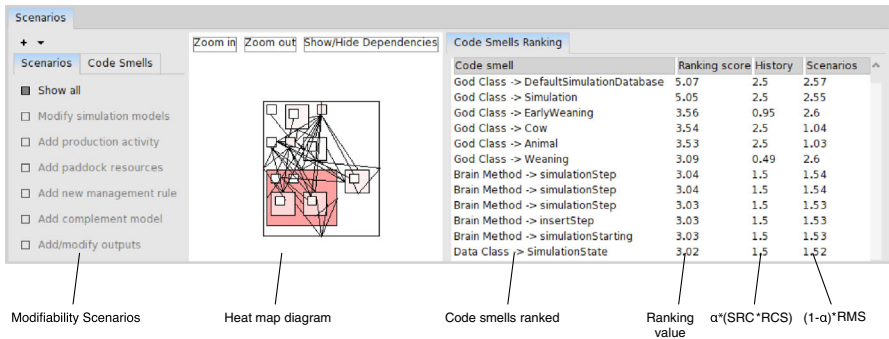 Scenarios
Scenarios Code Smells
Show all
Modify simulation models
Add production activity
Add paddock resources
Add new management rule
Add complement model
Add/modify outputs
Zoom in Zoom out Show/Hide Dependencies
Code Smells Ranking
Code smell Ranking score History Scenarios
God Class -> DefaultSimulationDatabase 5.07 2.5 2.57
God Class -> Simulation 5.05 2.5 2.55
God Class -> EarlyWeaning 3.56 0.95 2.6
God Class -> Cow 3.54 2.5 1.04
God Class -> Animal 3.53 2.5 1.03
God Class -> Weaning 3.09 0.49 2.6
Brain Method -> simulationStep 3.04 1.5 1.54
Brain Method -> simulationStep 3.04 1.5 1.54
Brain Method -> simulationStep 3.03 1.5 1.53
Brain Method -> insertStep 3.03 1.5 1.53
Brain Method -> simulationStarting 3.03 1.5 1.53
Data Class -> SimulationState 3.02 1.5 1.52
Modifiability Scenarios
Heat map diagram
Code smells ranked
Ranking
value
α*(SRC*RCS)
(1-α)*RMS